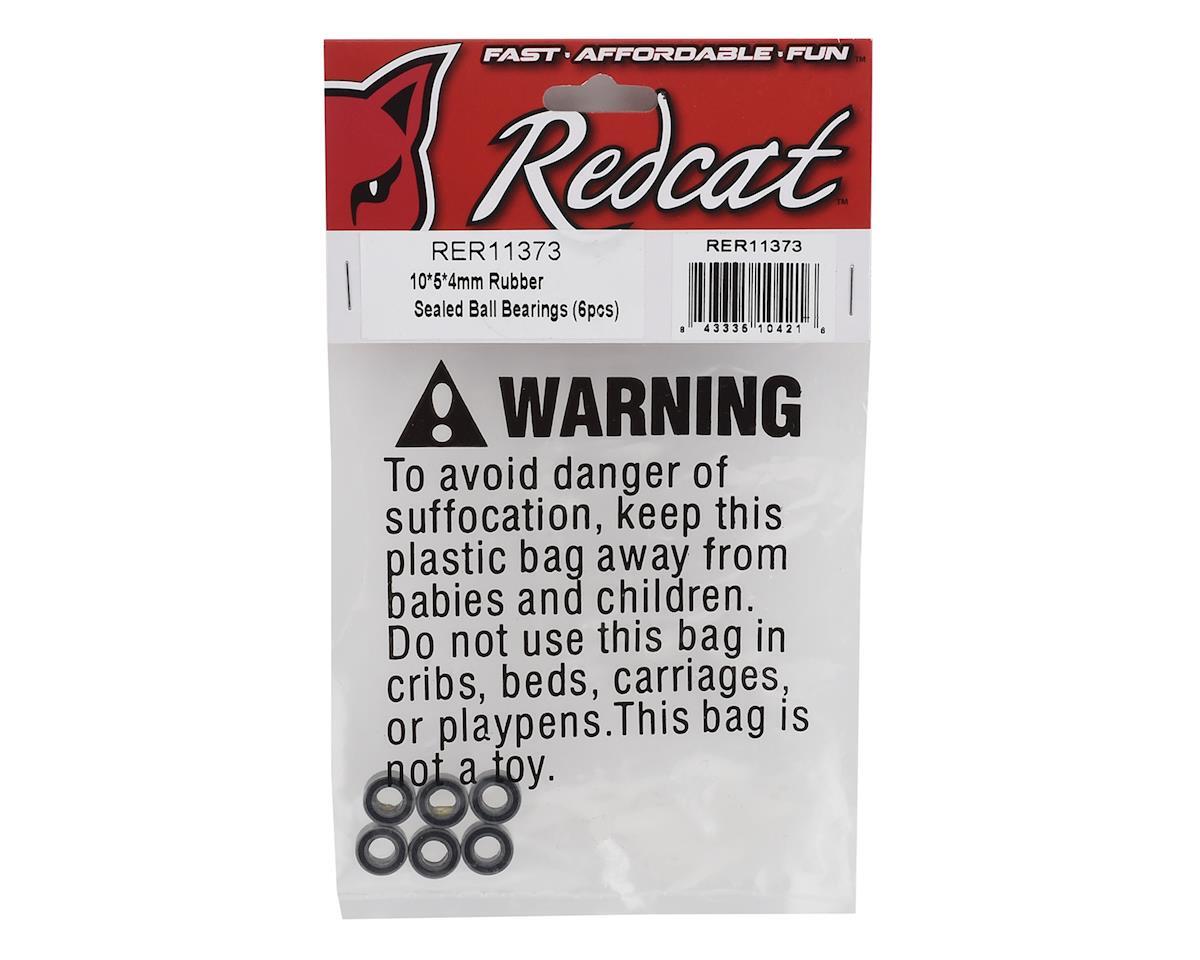 FAST · AFFORDABLE · FUN TM
Redcat TM
RER11373
10*5*4mm Rubber
Sealed Ball Bearings (6pcs)
RER11373
8 43335 10421 6
WARNING
To avoid danger of
suffocation, keep this
plastic bag away from
babies and children.
Do not use this bag in
cribs, beds, carriages,
or playpens.This bag is
not a toy.